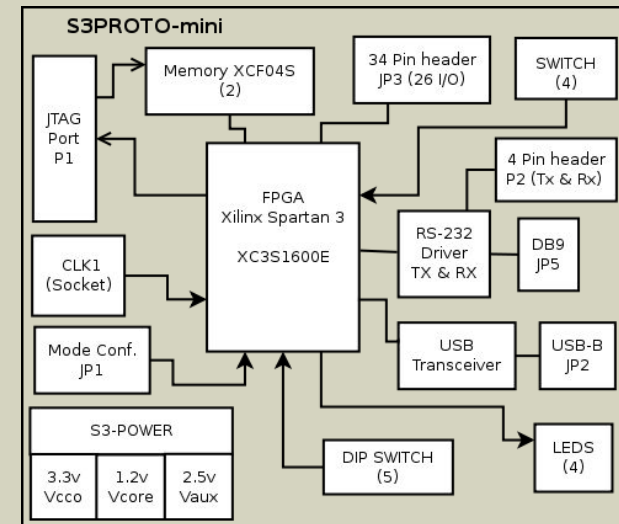 S3PROTO-mini
JTAG
Port
P1
Memory XCF04S
(2)
34 Pin header
JP3 (26 I/O)
SWITCH
(4)
FPGA
Xilinx Spartan 3
XC3S1600E
4 Pin header
P2 (Tx & Rx)
RS-232
Driver
TX & RX
DB9
JP5
CLK1
(Socket)
Mode Conf.
JP1
USB
Transceiver
USB-B
JP2
S3-POWER
3.3v
Vcco
1.2v
Vcore
2.5v
Vaux
DIP SWITCH
(5)
LEDS
(4)